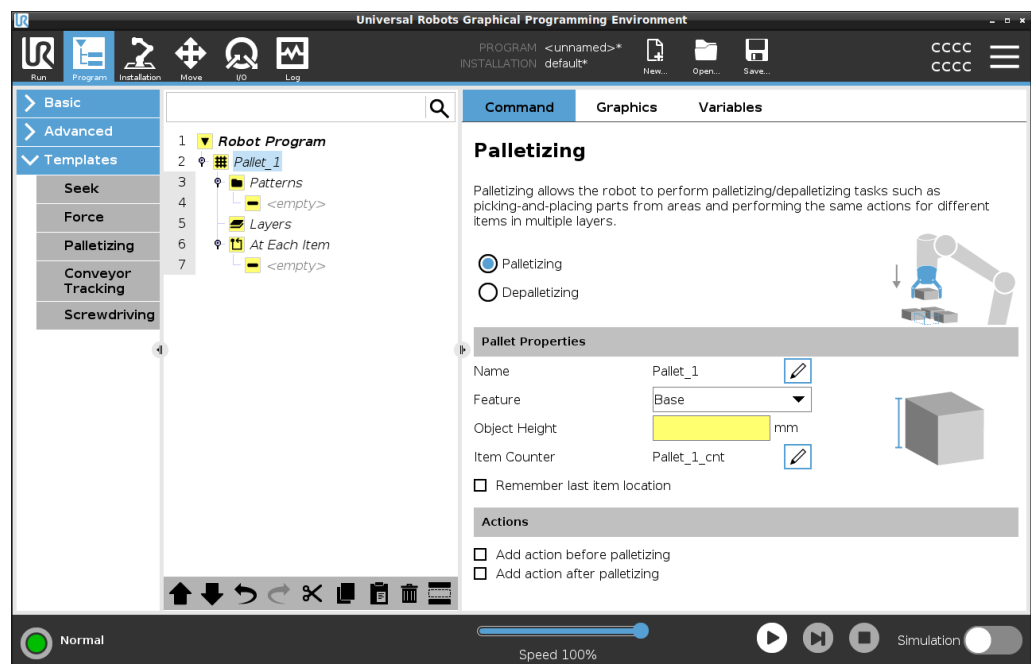 Universal Robots Graphical Programming Environment
UR
Run
Program
Installation
Move
I/O
Log
PROGRAM <unnamed>*
INSTALLATION default*
New...
Open...
Save...
cccc
cccc
Basic
Advanced
Templates
Seek
Force
Palletizing
Conveyor
Tracking
Screwdriving
1 Robot Program
2 Pallet_1
3 Patterns
4 <empty>
5 Layers
6 At Each Item
7 <empty>
Command Graphics Variables
Palletizing
Palletizing allows the robot to perform palletizing/depalletizing tasks such as
picking-and-placing parts from areas and performing the same actions for different
items in multiple layers.
Palletizing
Depalletizing
Pallet Properties
Name Pallet_1
Feature Base
Object Height mm
Item Counter Pallet_1_cnt
Remember last item location
Actions
Add action before palletizing
Add action after palletizing
Normal
Speed 100%
Simulation